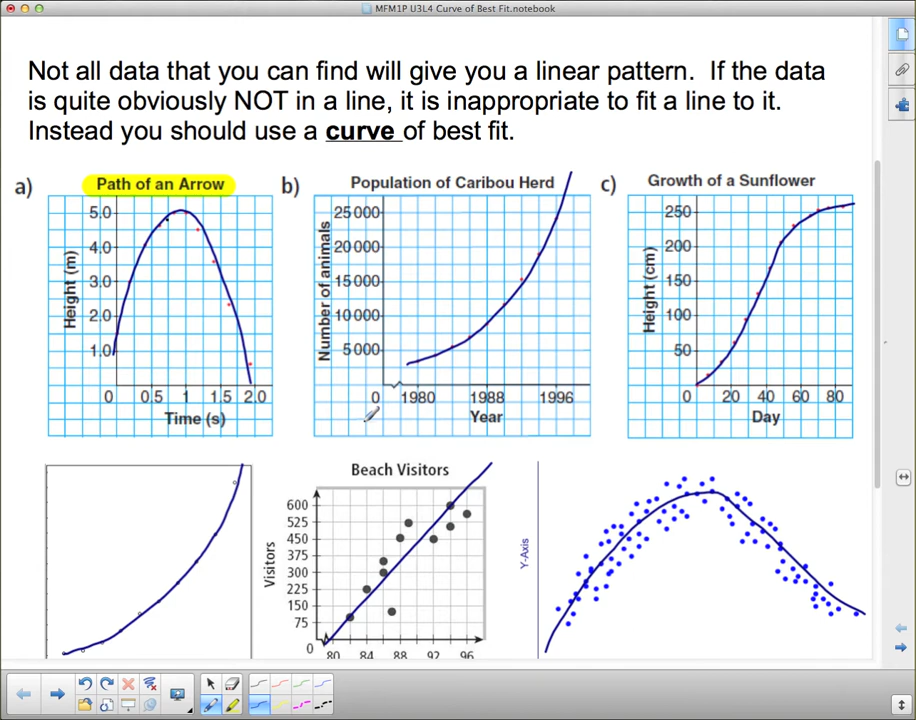 MFM1P U3L4 Curve of Best Fit.notebook
Not all data that you can find will give you a linear pattern. If the data
is quite obviously NOT in a line, it is inappropriate to fit a line to it.
Instead you should use a curve of best fit.
a)
Path of an Arrow
Height (m)
5.0
4.0
3.0
2.0
1.0
0 0.5 1 1.5 2.0
Time (s)
b)
Population of Caribou Herd
Number of animals
25 000
20 000
15 000
10 000
5 000
0 1980 1988 1996
Year
c)
Growth of a Sunflower
Height (cm)
250
200
150
100
50
0 20 40 60 80
Day
Beach Visitors
Visitors
600
525
450
375
300
225
150
75
0 80 84 88 92 96
Y-Axis